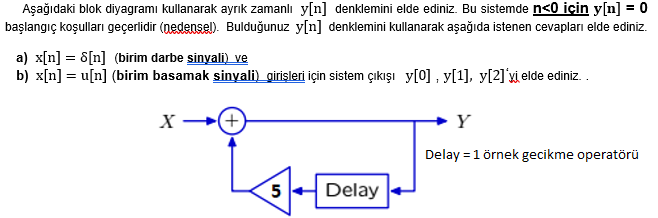 Aşağıdaki blok diyagramı kullanarak ayrık zamanlı y[n] denklemini elde ediniz. Bu sistemde n<0 için y[n] = 0
başlangıç koşulları geçerlidir (nedensel). Bulduğunuz y[n] denklemini kullanarak aşağıda istenen cevapları elde ediniz.
a) x[n] = δ[n] (birim darbe sinyali) ve
b) x[n] = u[n] (birim basamak sinyali) girişleri için sistem çıkışı y[0] , y[1], y[2]'yi elde ediniz. .
X + Y
Delay = 1 örnek gecikme operatörü
5 Delay